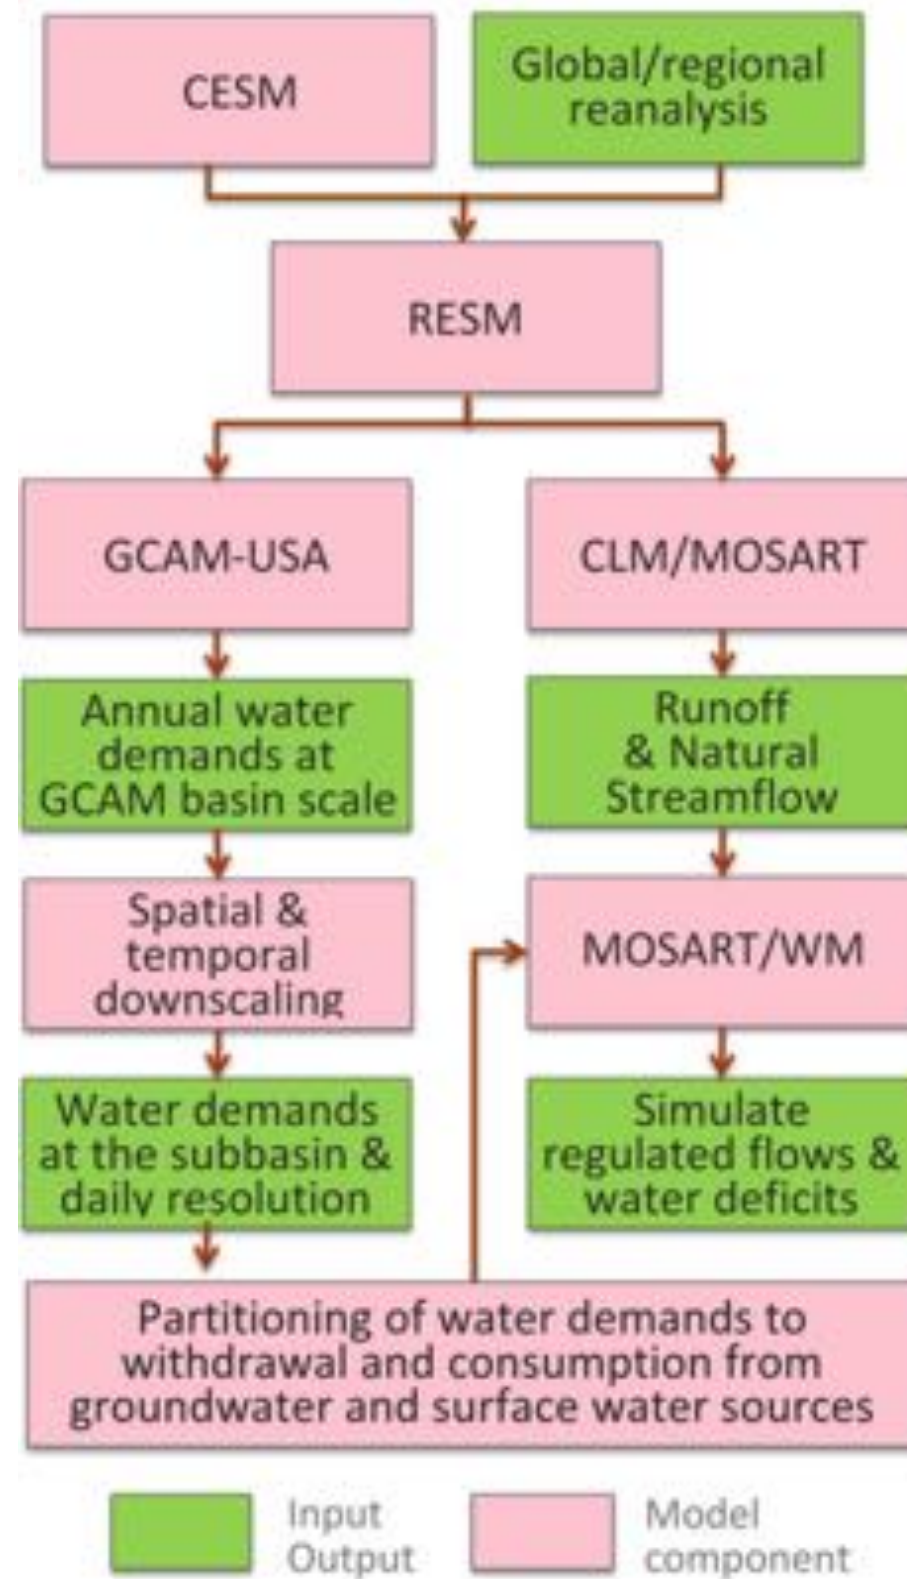 CESM
Global/regional
reanalysis
RESM
GCAM-USA
CLM/MOSART
Annual water
demands at
GCAM basin scale
Runoff
& Natural
Streamflow
Spatial &
temporal
downscaling
MOSART/WM
Water demands
at the subbasin &
daily resolution
Simulate
regulated flows &
water deficits
Partitioning of water demands to
withdrawal and consumption from
groundwater and surface water sources
Input
Output
Model
component